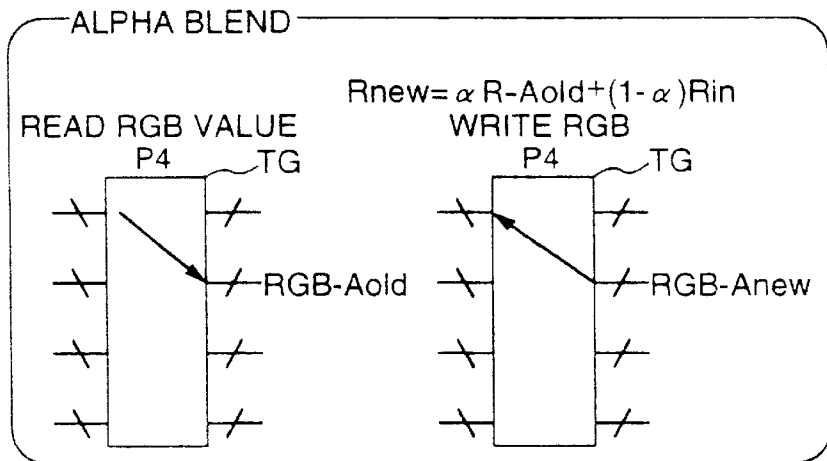 ALPHA BLEND
Rnew=αR-Aold+(1-α)Rin
READ RGB VALUE
WRITE RGB
P4
TG
P4
TG
RGB-Aold
RGB-Anew